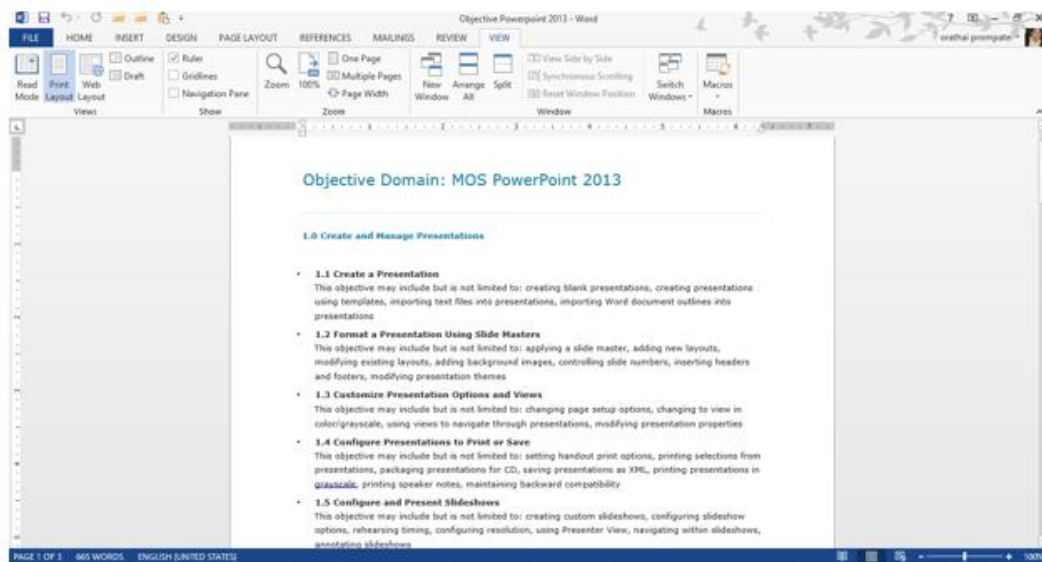 Objective Powerpoint 2013 - Word
FILE HOME INSERT DESIGN PAGE LAYOUT REFERENCES MAILINGS REVIEW VIEW
orathai prompate
Read Mode
Print Layout
Web Layout
Outline
Draft
Views
Ruler
Gridlines
Navigation Pane
Show
Zoom
100%
One Page
Multiple Pages
Page Width
Zoom
New Window
Arrange All
Split
View Side by Side
Synchronous Scrolling
Reset Window Position
Window
Switch Windows
Macros
Macros
Objective Domain: MOS PowerPoint 2013
1.0 Create and Manage Presentations
• 1.1 Create a Presentation
This objective may include but is not limited to: creating blank presentations, creating presentations
using templates, importing text files into presentations, importing Word document outlines into
presentations
• 1.2 Format a Presentation Using Slide Masters
This objective may include but is not limited to: applying a slide master, adding new layouts,
modifying existing layouts, adding background images, controlling slide numbers, inserting headers
and footers, modifying presentation themes
• 1.3 Customize Presentation Options and Views
This objective may include but is not limited to: changing page setup options, changing to view in
color/grayscale, using views to navigate through presentations, modifying presentation properties
• 1.4 Configure Presentations to Print or Save
This objective may include but is not limited to: setting handout print options, printing selections from
presentations, packaging presentations for CD, saving presentations as XML, printing presentations in
grayscale, printing speaker notes, maintaining backward compatibility
• 1.5 Configure and Present Slideshows
This objective may include but is not limited to: creating custom slideshows, configuring slideshow
options, rehearsing timing, configuring resolution, using Presenter View, navigating within slideshows,
annotating slideshows
PAGE 1 OF 3 665 WORDS ENGLISH (UNITED STATES) 100%